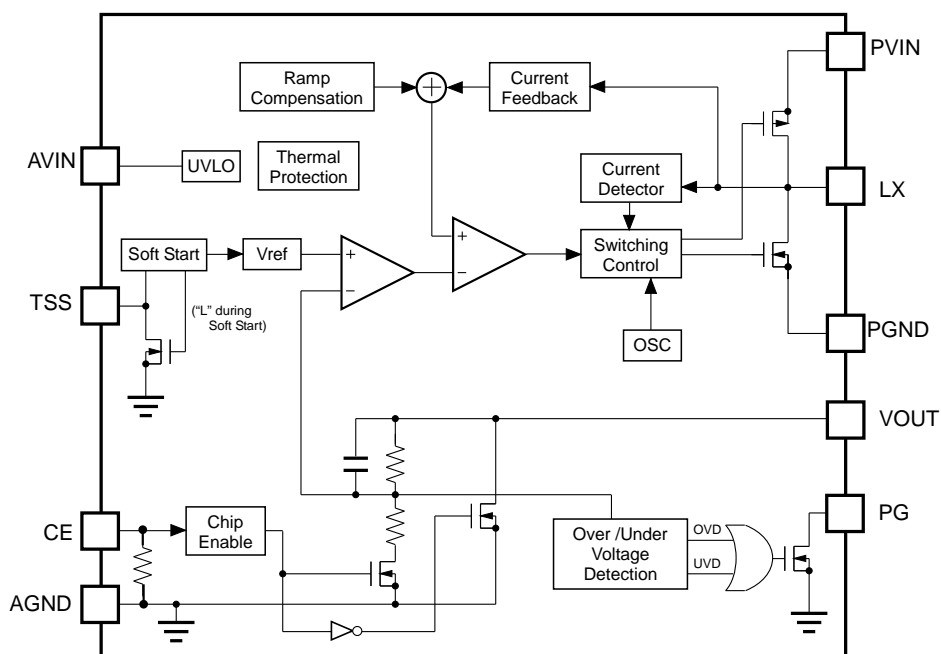 PVIN
Ramp
Compensation
+
Current
Feedback
AVIN
UVLO
Thermal
Protection
Current
Detector
LX
Soft Start
Vref
+
−
+
−
Switching
Control
TSS
("L" during
Soft Start)
OSC
PGND
VOUT
CE
Chip
Enable
Over /Under
Voltage
Detection
OVD
UVD
PG
AGND